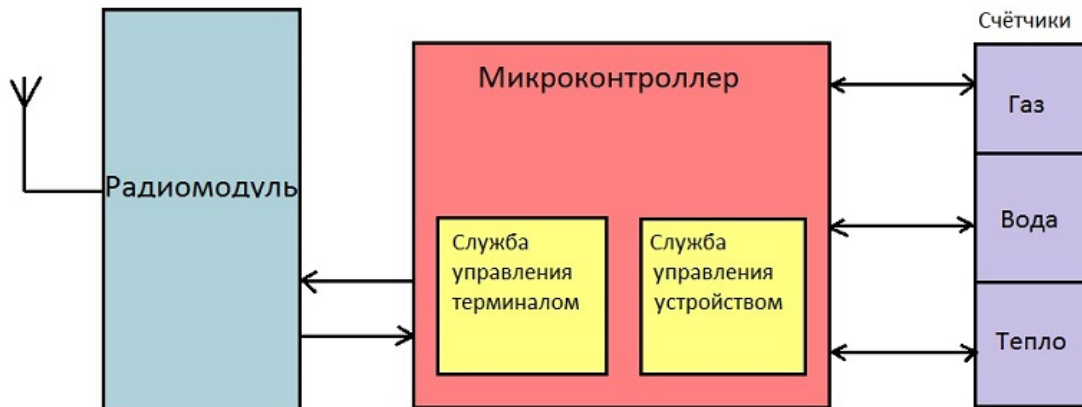 Счётчики
Микроконтроллер
Газ
Радиомодуль
Вода
Служба
управления
терминалом
Служба
управления
устройством
Тепло